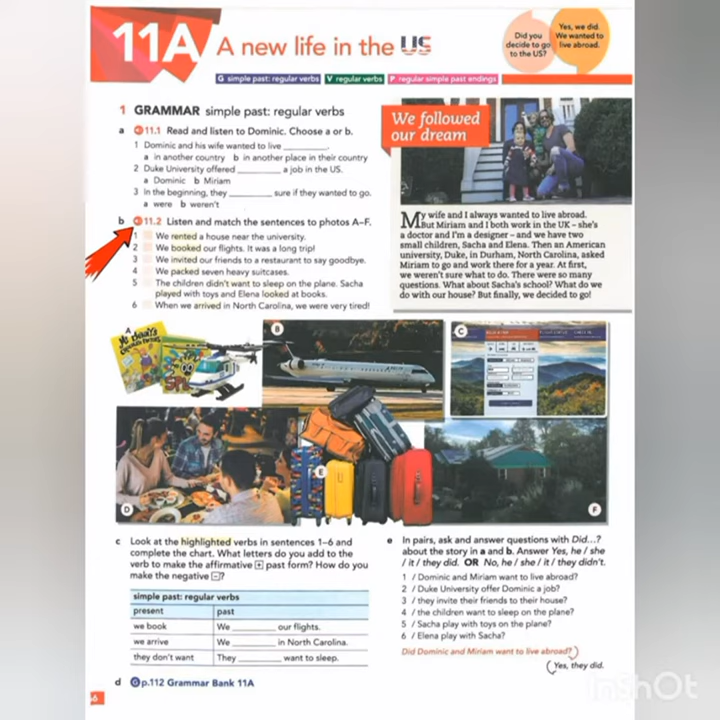 11A A new life in the US
Did you
decide to go
to the US?
Yes, we did.
We wanted to
live abroad.
G simple past: regular verbs V regular verbs P regular simple past endings
1 GRAMMAR simple past: regular verbs
a 11.1 Read and listen to Dominic. Choose a or b.
1 Dominic and his wife wanted to live ________.
a in another country b in another place in their country
2 Duke University offered ________ a job in the US.
a Dominic b Miriam
3 In the beginning, they ________ sure if they wanted to go.
a were b weren't
b 11.2 Listen and match the sentences to photos A–F.
1 We rented a house near the university.
2 We booked our flights. It was a long trip!
3 We invited our friends to a restaurant to say goodbye.
4 We packed seven heavy suitcases.
5 The children didn't want to sleep on the plane. Sacha
played with toys and Elena looked at books.
6 When we arrived in North Carolina, we were very tired!
We followed
our dream
My wife and I always wanted to live abroad.
But Miriam and I both work in the UK – she's
a doctor and I'm a designer – and we have two
small children, Sacha and Elena. Then an American
university, Duke, in Durham, North Carolina, asked
Miriam to go and work there for a year. At first,
we weren't sure what to do. There were so many
questions. What about Sacha's school? What do we
do with our house? But finally, we decided to go!
A
B
C
D
E
F
c Look at the highlighted verbs in sentences 1–6 and
complete the chart. What letters do you add to the
verb to make the affirmative + past form? How do you
make the negative –?
simple past: regular verbs
present past
we book We ________ our flights.
we arrive We ________ in North Carolina.
they don't want They ________ want to sleep.
d G p.112 Grammar Bank 11A
e In pairs, ask and answer questions with Did...?
about the story in a and b. Answer Yes, he / she
/ it / they did. OR No, he / she / it / they didn't.
1 / Dominic and Miriam want to live abroad?
2 / Duke University offer Dominic a job?
3 / they invite their friends to their house?
4 / the children want to sleep on the plane?
5 / Sacha play with toys on the plane?
6 / Elena play with Sacha?
Did Dominic and Miriam want to live abroad?
Yes, they did.
InShOt